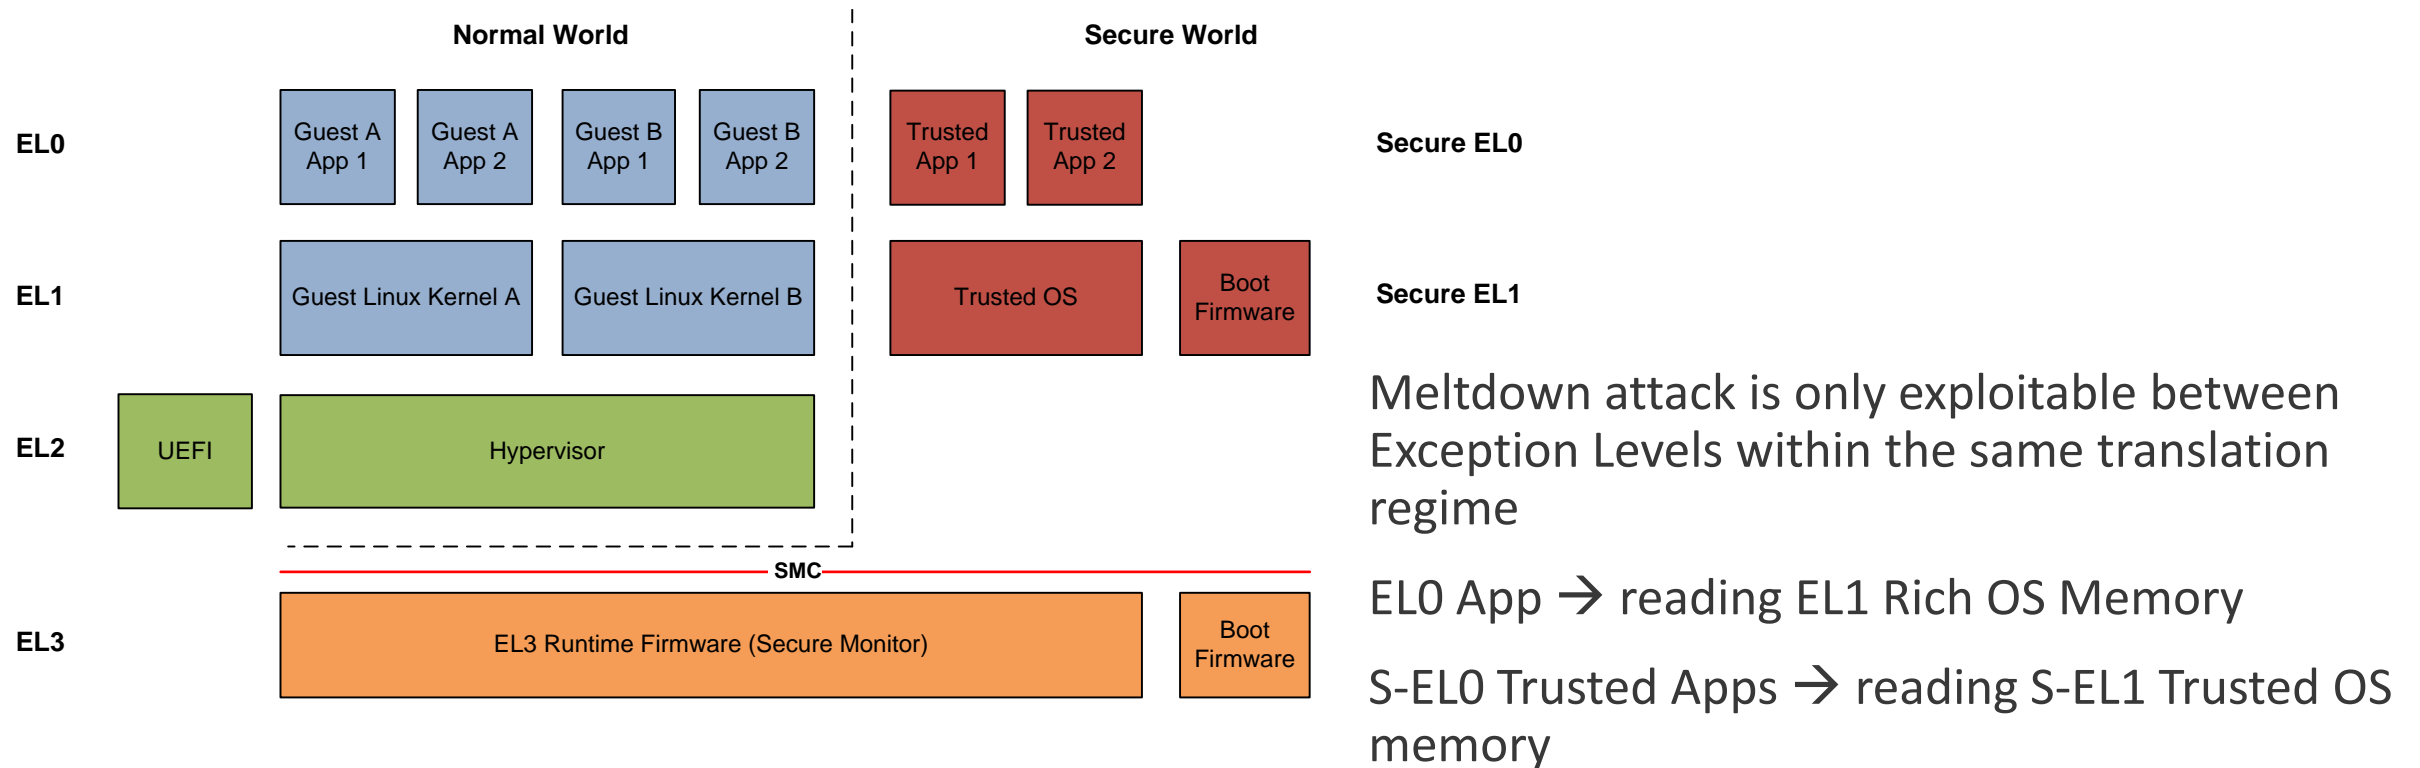 Normal World
Secure World
EL0
Guest A
App 1
Guest A
App 2
Guest B
App 1
Guest B
App 2
Trusted
App 1
Trusted
App 2
Secure EL0
EL1
Guest Linux Kernel A
Guest Linux Kernel B
Trusted OS
Boot
Firmware
Secure EL1
EL2
UEFI
Hypervisor
Meltdown attack is only exploitable between
Exception Levels within the same translation
regime
SMC
EL0 App → reading EL1 Rich OS Memory
EL3
EL3 Runtime Firmware (Secure Monitor)
Boot
Firmware
S-EL0 Trusted Apps → reading S-EL1 Trusted OS
memory